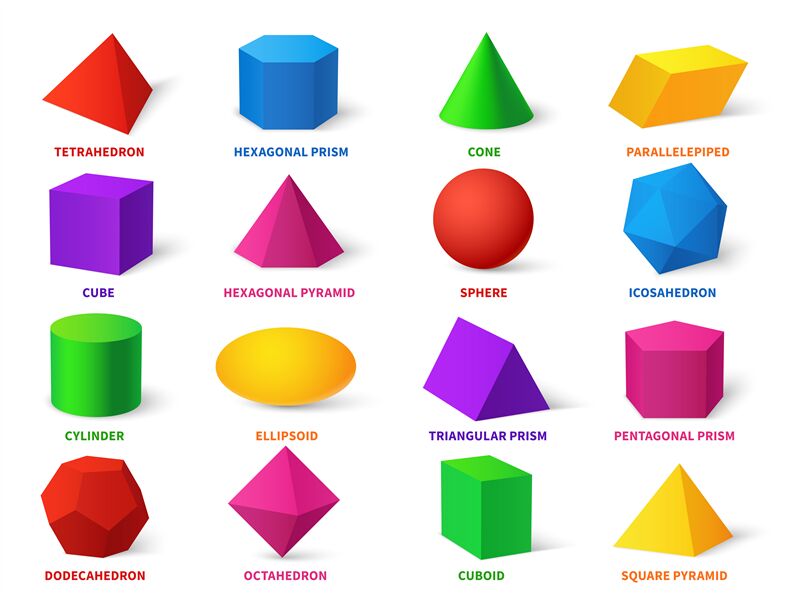 TETRAHEDRON
HEXAGONAL PRISM
CONE
PARALLELEPIPED
CUBE
HEXAGONAL PYRAMID
SPHERE
ICOSAHEDRON
CYLINDER
ELLIPSOID
TRIANGULAR PRISM
PENTAGONAL PRISM
DODECAHEDRON
OCTAHEDRON
CUBOID
SQUARE PYRAMID